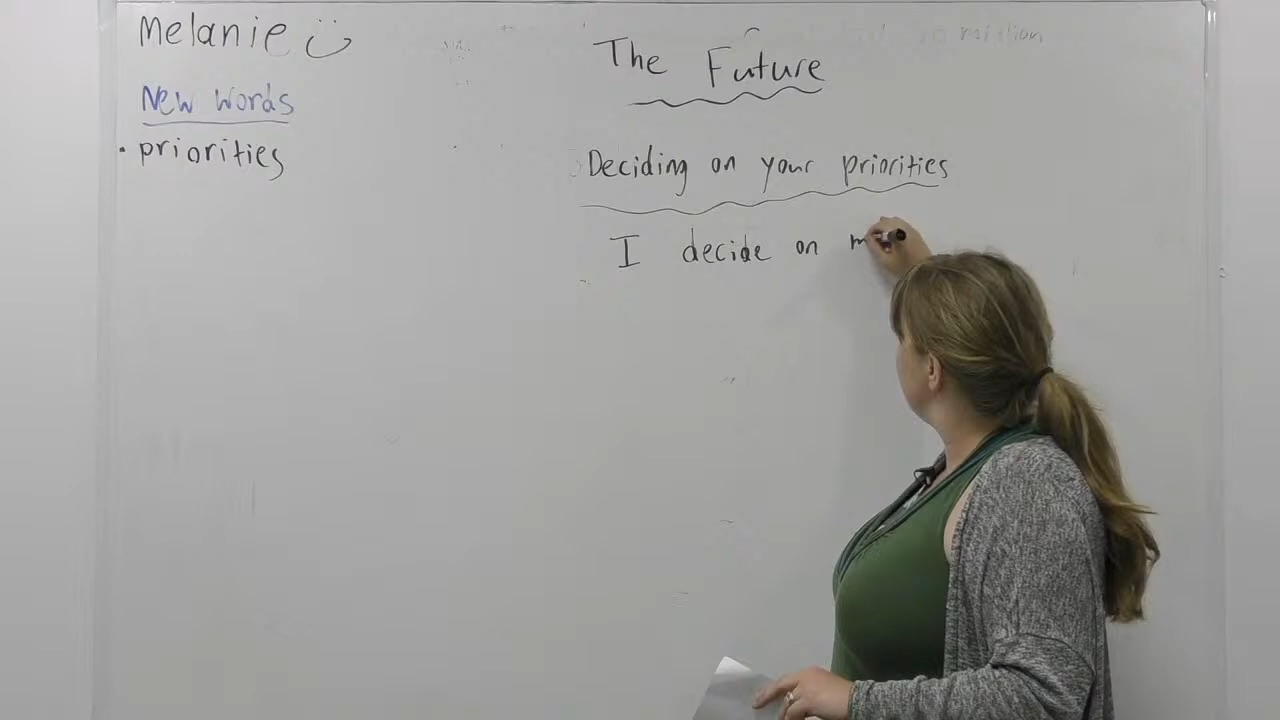 Melanie
New words
• priorities
The Future
Deciding on your priorities
I decide on m